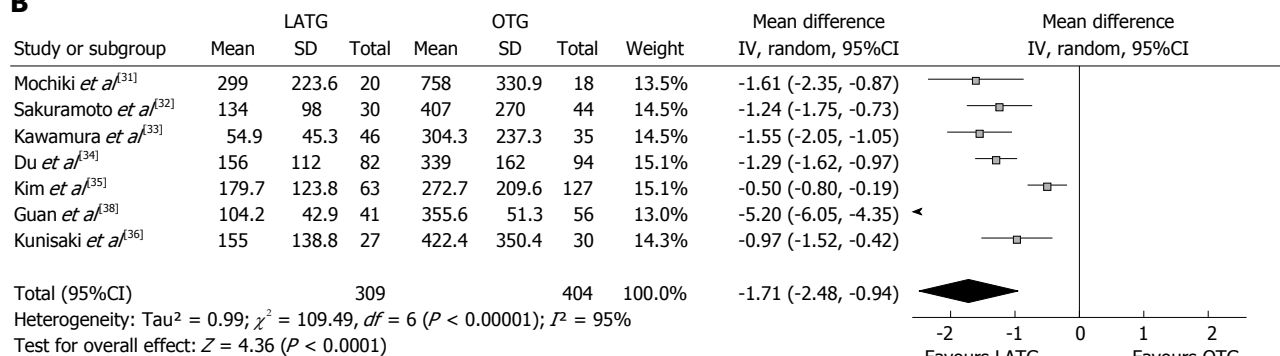 B
LATG OTG Mean difference Mean difference
Study or subgroup Mean SD Total Mean SD Total Weight IV, random, 95%CI IV, random, 95%CI
Mochiki et al[31] 299 223.6 20 758 330.9 18 13.5% -1.61 (-2.35, -0.87)
Sakuramoto et al[32] 134 98 30 407 270 44 14.5% -1.24 (-1.75, -0.73)
Kawamura et al[33] 54.9 45.3 46 304.3 237.3 35 14.5% -1.55 (-2.05, -1.05)
Du et al[34] 156 112 82 339 162 94 15.1% -1.29 (-1.62, -0.97)
Kim et al[35] 179.7 123.8 63 272.7 209.6 127 15.1% -0.50 (-0.80, -0.19)
Guan et al[38] 104.2 42.9 41 355.6 51.3 56 13.0% -5.20 (-6.05, -4.35)
Kunisaki et al[36] 155 138.8 27 422.4 350.4 30 14.3% -0.97 (-1.52, -0.42)
Total (95%CI) 309 404 100.0% -1.71 (-2.48, -0.94)
Heterogeneity: Tau² = 0.99; χ² = 109.49, df = 6 (P < 0.00001); I² = 95%
-2 -1 0 1 2
Test for overall effect: Z = 4.36 (P < 0.0001)
Favours LATG Favours OTG